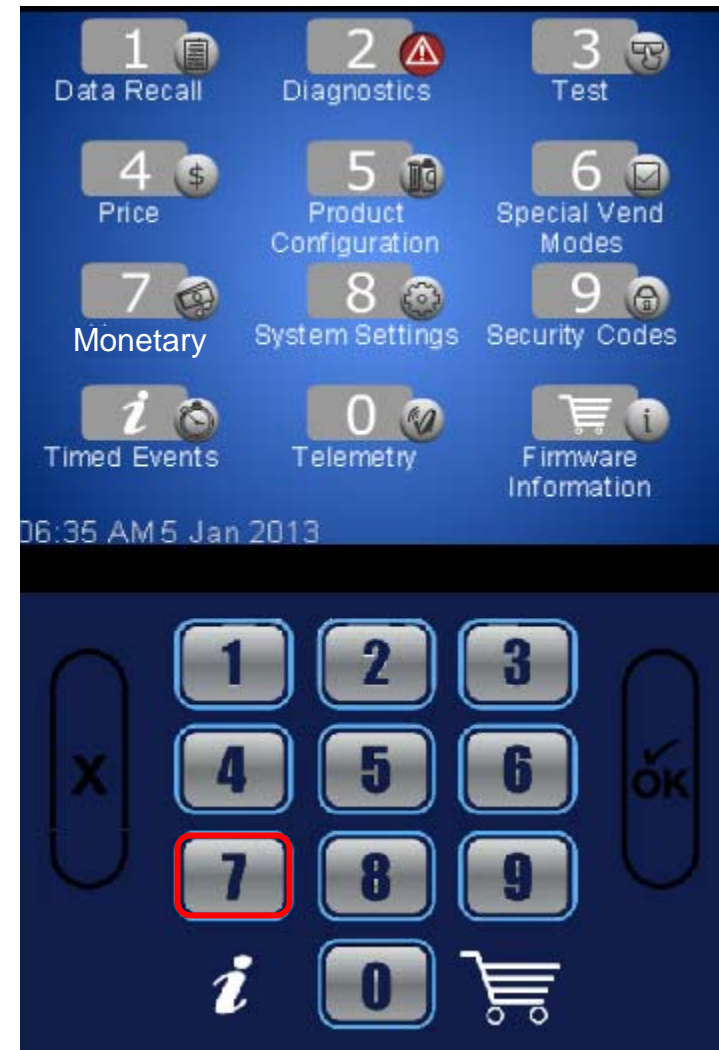 1 2 3
Data Recall Diagnostics Test
4 $ 5 6
Price Product Special Vend
Configuration Modes
7 8 9
Monetary System Settings Security Codes
i 0 i
Timed Events Telemetry Firmware
Information
06:35 AM 5 Jan 2013
1 2 3
X 4 5 6 OK
7 8 9
i 0